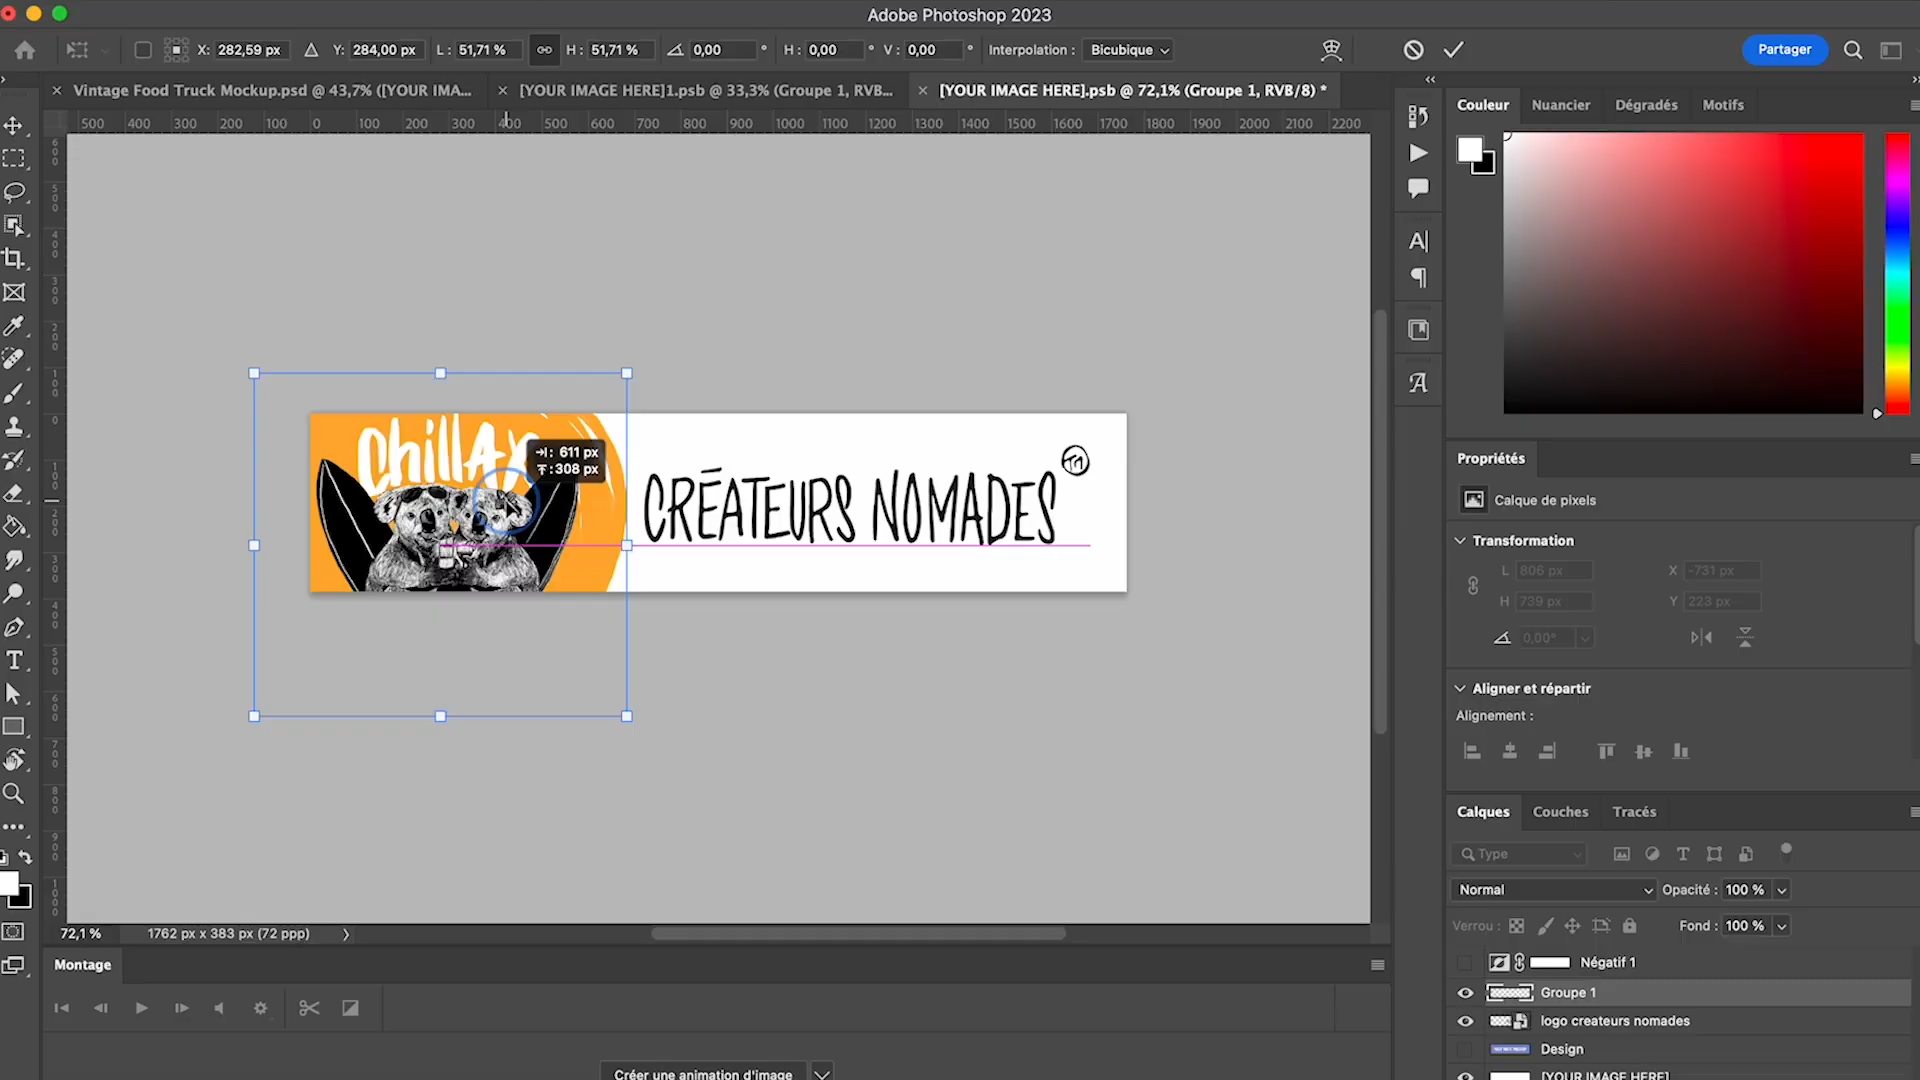 Adobe Photoshop 2023
X: 282,59 px Y: 284,00 px L : 51,71 % H : 51,71 % 0,00 ° H : 0,00 ° V : 0,00 ° Interpolation : Bicubique
Partager
Vintage Food Truck Mockup.psd @ 43,7% ([YOUR IMA... [YOUR IMAGE HERE]1.psb @ 33,3% (Groupe 1, RVB... [YOUR IMAGE HERE].psb @ 72,1% (Groupe 1, RVB/8) *
500 400 300 200 100 0 100 200 300 400 500 600 700 800 900 1000 1100 1200 1300 1400 1500 1600 1700 1800 1900 2000 2100 2200
Couleur Nuancier Dégradés Motifs
Chillax
611 px
308 px
CRÉATEURS NOMADES
Propriétés
Calque de pixels
Transformation
L 806 px X -731 px
H 739 px Y 223 px
0,00°
Aligner et répartir
Alignement :
Calques Couches Tracés
Type
Normal Opacité : 100 %
Verrou : Fond : 100 %
Négatif 1
Groupe 1
logo createurs nomades
Design
[YOUR IMAGE HERE]
72,1 % 1762 px x 383 px (72 ppp)
Montage
Créer une animation d'image